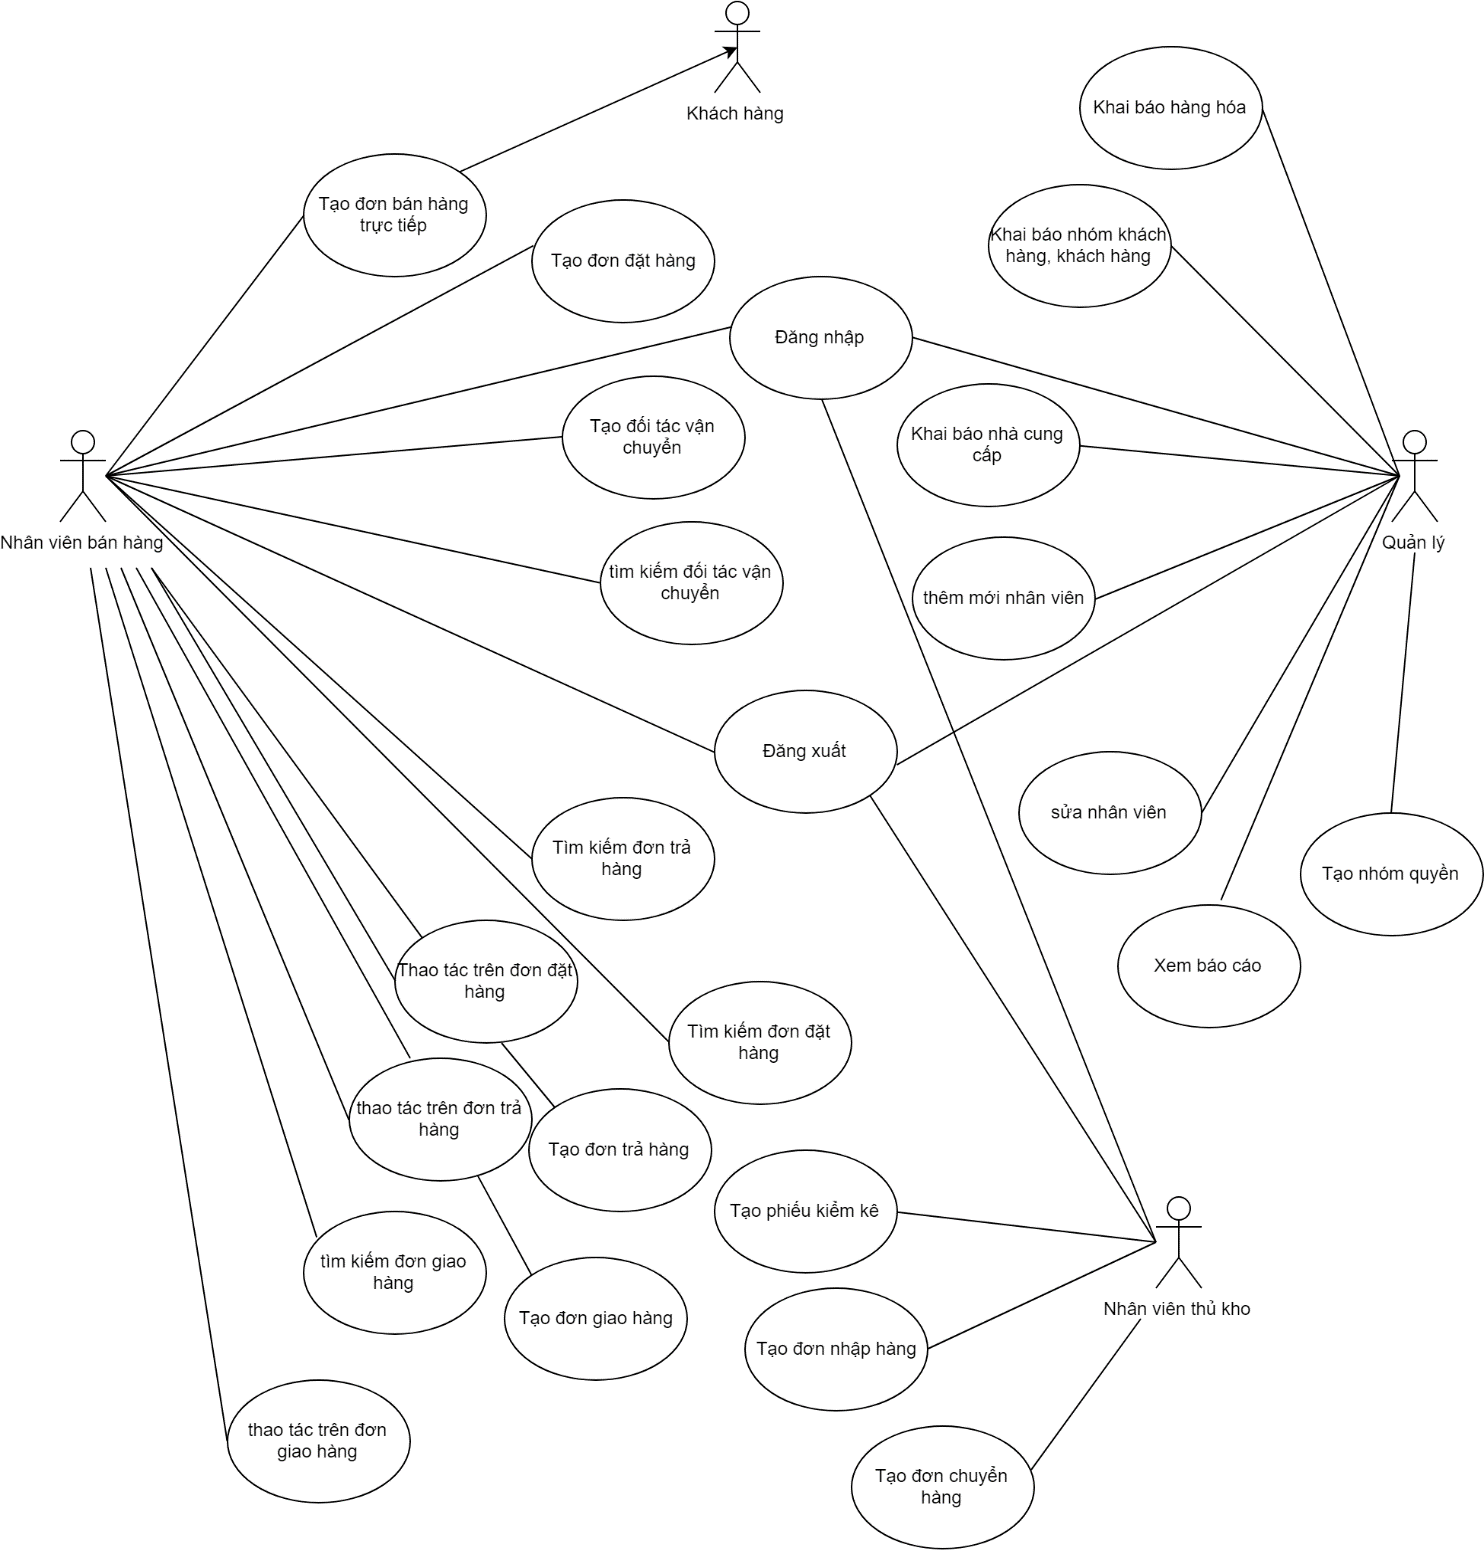 Khách hàng
Khai báo hàng hóa
Tạo đơn bán hàng
trực tiếp
Khai báo nhóm khách
hàng, khách hàng
Tạo đơn đặt hàng
Đăng nhập
Tạo đối tác vận
chuyển
Khai báo nhà cung
cấp
Nhân viên bán hàng
Quản lý
tìm kiếm đối tác vận
chuyển
thêm mới nhân viên
Đăng xuất
sửa nhân viên
Tìm kiếm đơn trả
hàng
Tạo nhóm quyền
Xem báo cáo
Thao tác trên đơn đặt
hàng
Tìm kiếm đơn đặt
hàng
thao tác trên đơn trả
hàng
Tạo đơn trả hàng
Tạo phiếu kiểm kê
tìm kiếm đơn giao
hàng
Tạo đơn giao hàng
Nhân viên thủ kho
Tạo đơn nhập hàng
thao tác trên đơn
giao hàng
Tạo đơn chuyển
hàng